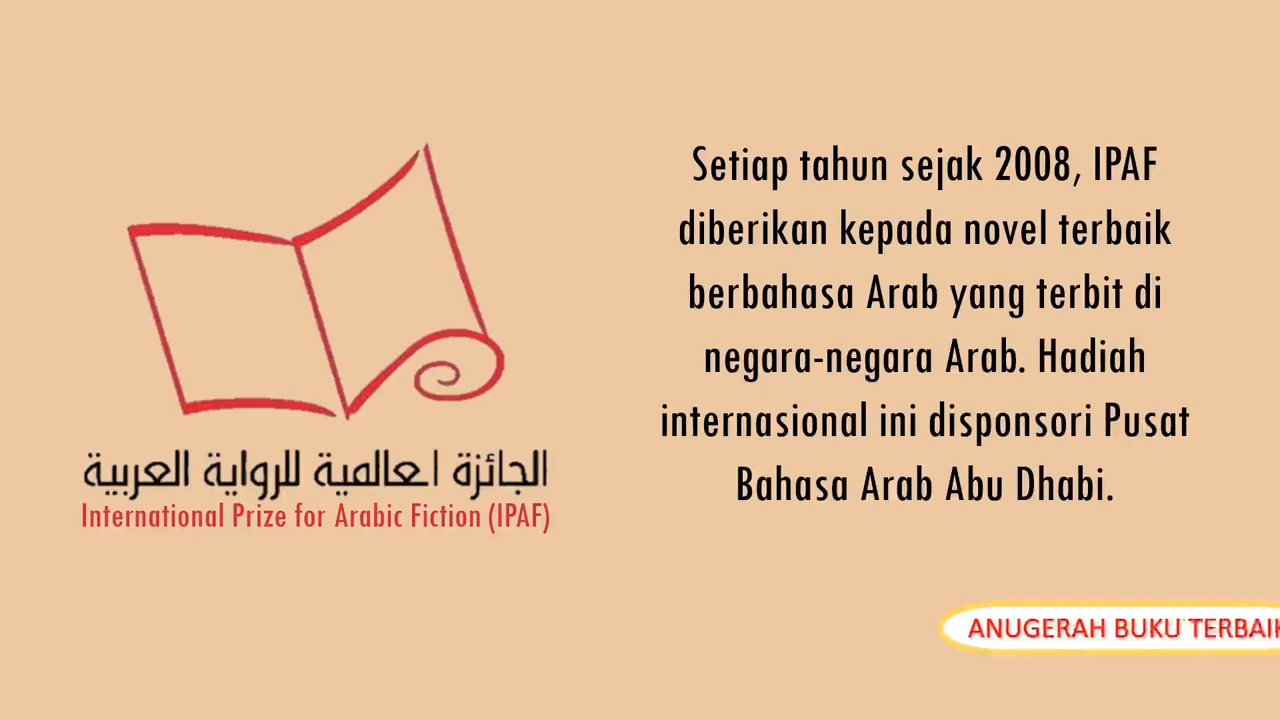 الجائزة العالمية للرواية العربية
International Prize for Arabic Fiction (IPAF)
Setiap tahun sejak 2008, IPAF
diberikan kepada novel terbaik
berbahasa Arab yang terbit di
negara-negara Arab. Hadiah
internasional ini disponsori Pusat
Bahasa Arab Abu Dhabi.
ANUGERAH BUKU TERBAIK